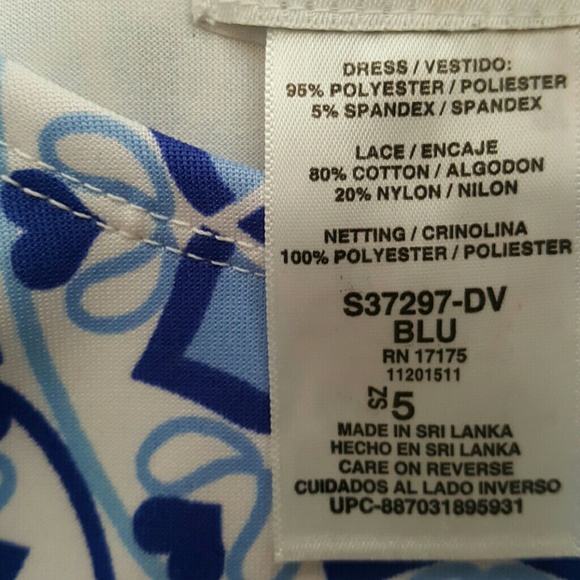 DRESS / VESTIDO:
95% POLYESTER / POLIESTER
5% SPANDEX / SPANDEX
LACE / ENCAJE
80% COTTON / ALGODON
20% NYLON / NILON
NETTING / CRINOLINA
100% POLYESTER / POLIESTER
S37297-DV
BLU
RN 17175
11201511
SZ 5
MADE IN SRI LANKA
HECHO EN SRI LANKA
CARE ON REVERSE
CUIDADOS AL LADO INVERSO
UPC-887031895931